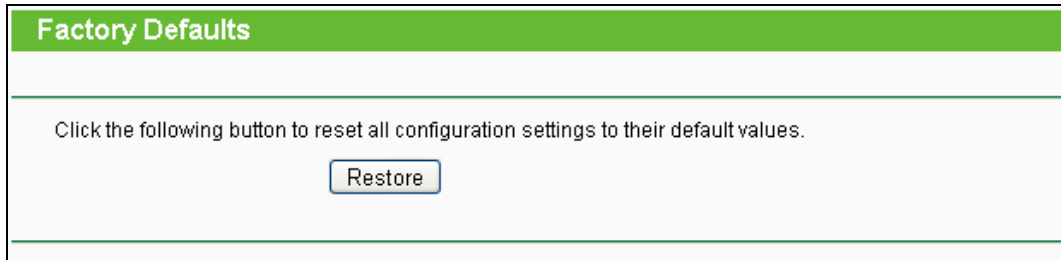 Factory Defaults
Click the following button to reset all configuration settings to their default values.
Restore